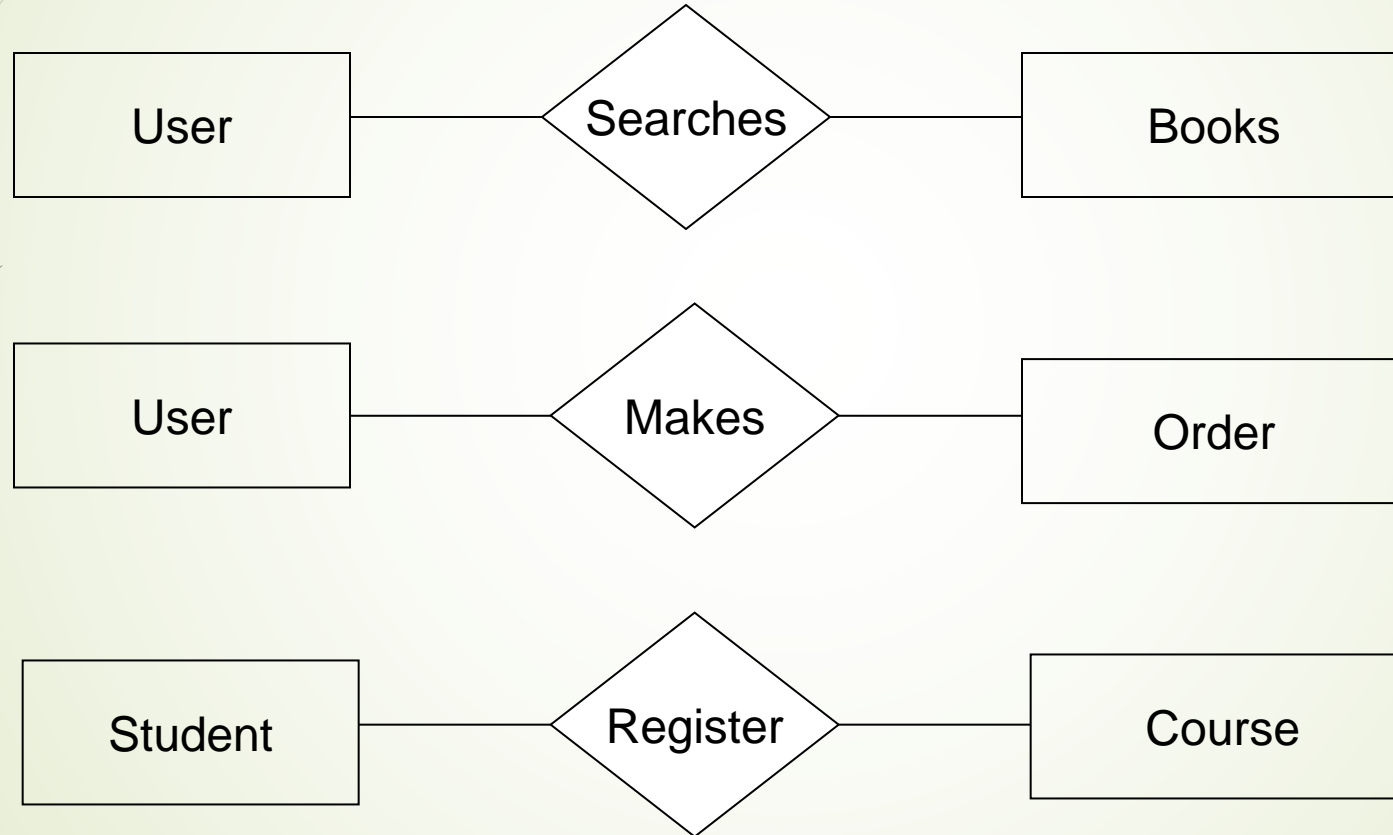 User
Searches
Books
User
Makes
Order
Student
Register
Course